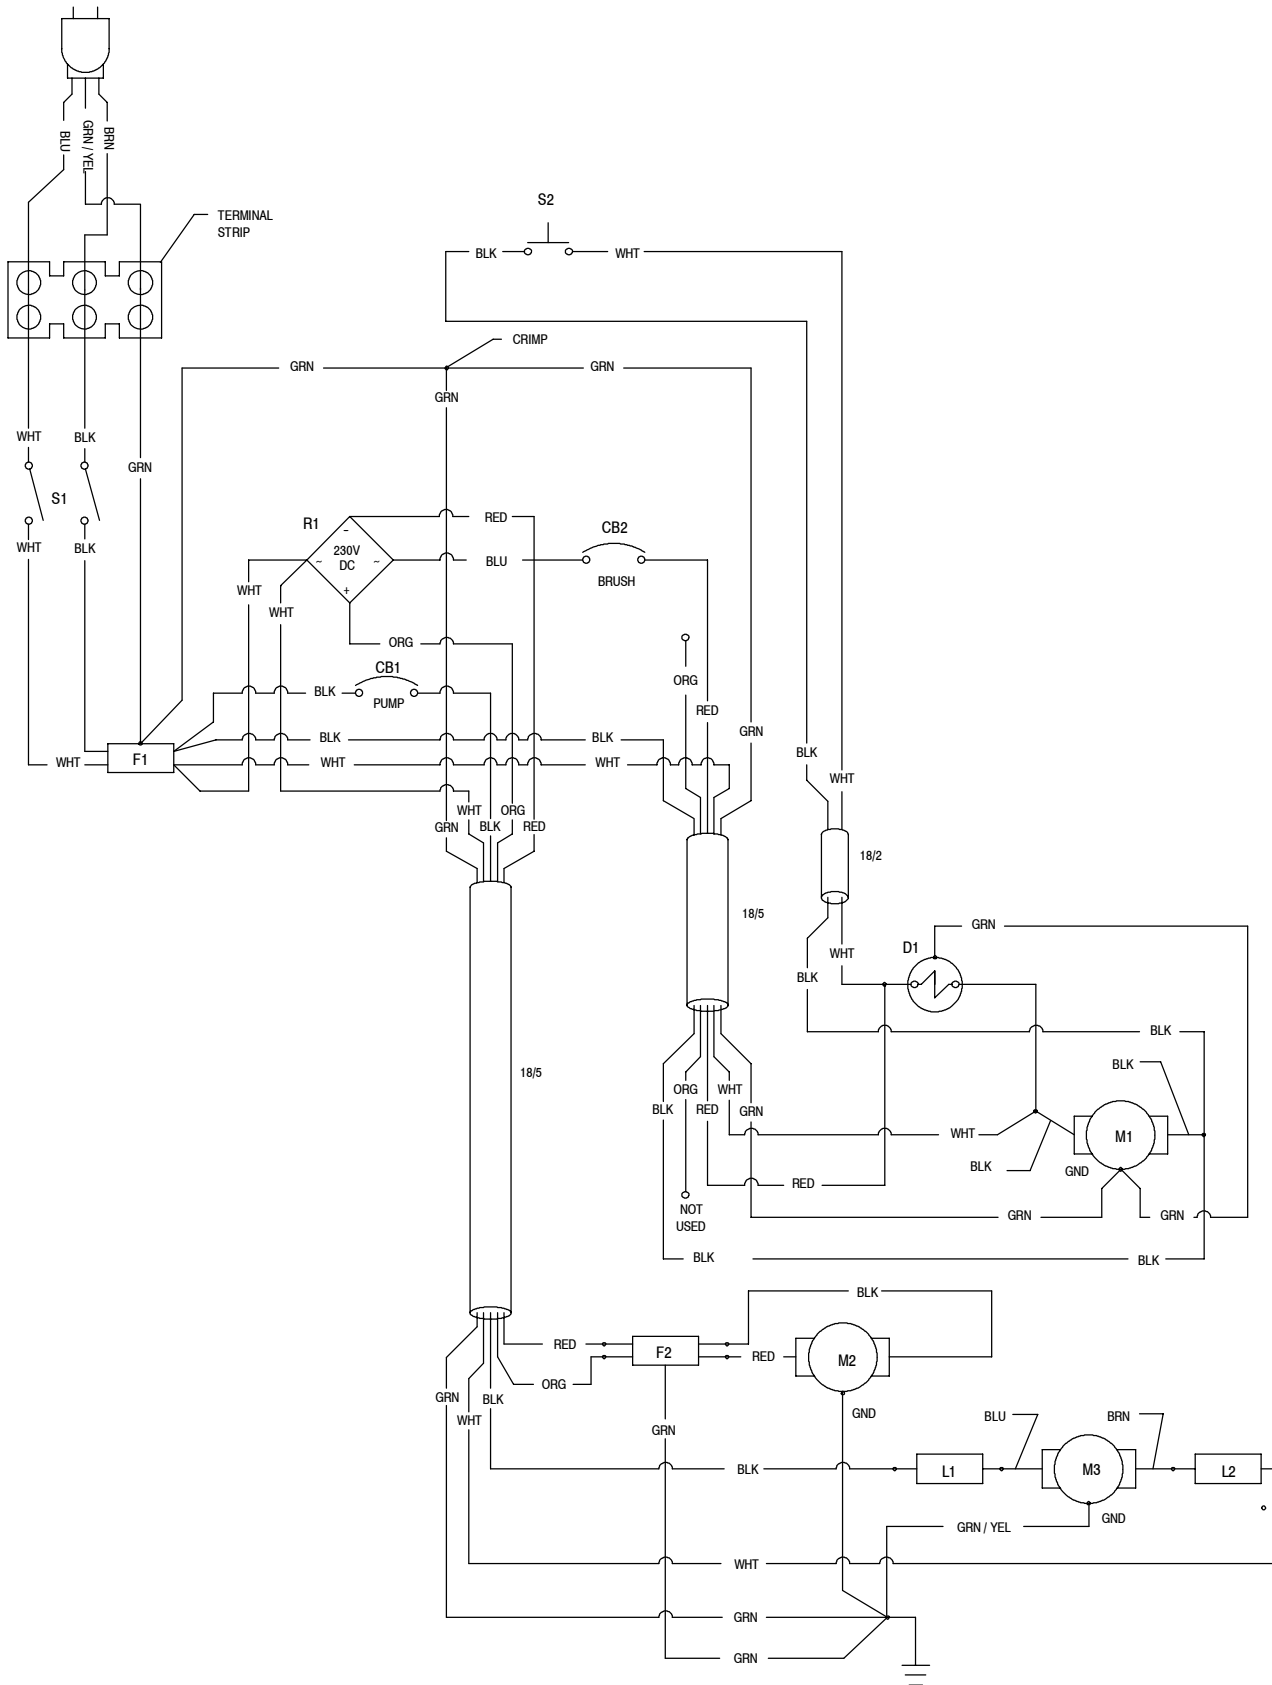 BLU
GRN / YEL
BRN
S2
TERMINAL
STRIP
BLK
WHT
CRIMP
GRN
GRN
GRN
WHT
BLK
GRN
S1
R1
RED
CB2
230V
DC
-
~
~
+
BLU
BRUSH
WHT
BLK
WHT
WHT
ORG
CB1
ORG
BLK
PUMP
RED
GRN
BLK
BLK
BLK
WHT
F1
WHT
WHT
WHT
WHT
ORG
GRN
BLK
RED
18/2
18/5
GRN
D1
WHT
BLK
BLK
18/5
BLK
ORG
WHT
BLK
RED
GRN
M1
WHT
BLK
GND
RED
NOT
USED
GRN
GRN
BLK
BLK
BLK
RED
F2
RED
M2
ORG
GRN
BLK
WHT
GND
BLU
BRN
GRN
BLK
L1
M3
L2
GND
GRN / YEL
WHT
GRN
GRN